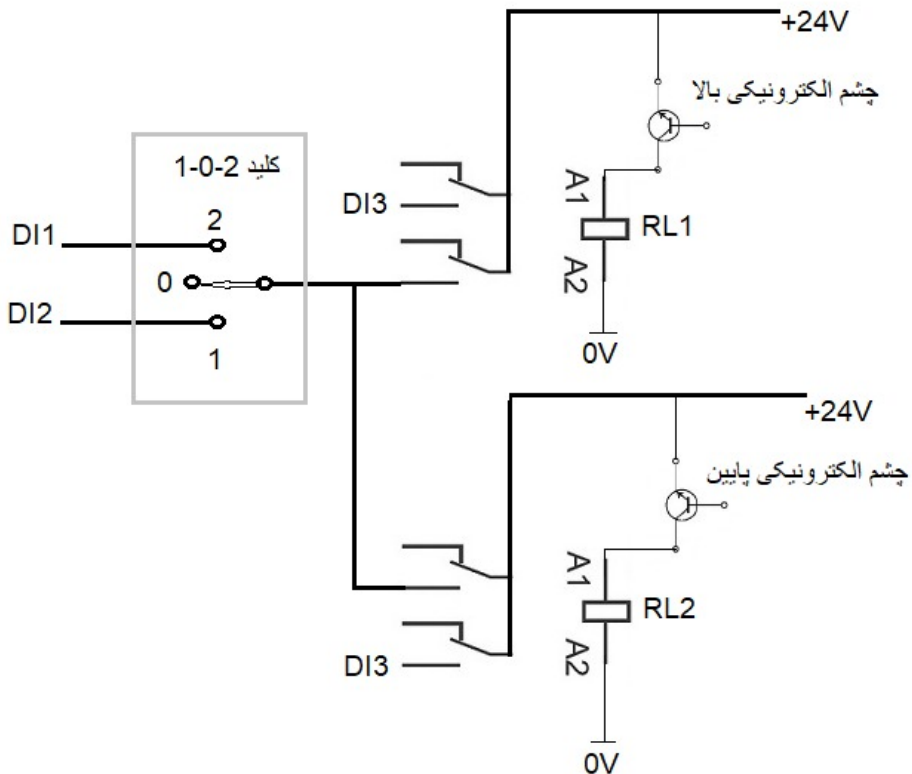 +24V
چشم الکترونیکی بالا
کلید 2-0-1
DI3
A1
RL1
A2
DI1
2
0
DI2
1
0V
+24V
چشم الکترونیکی پایین
A1
RL2
A2
DI3
0V